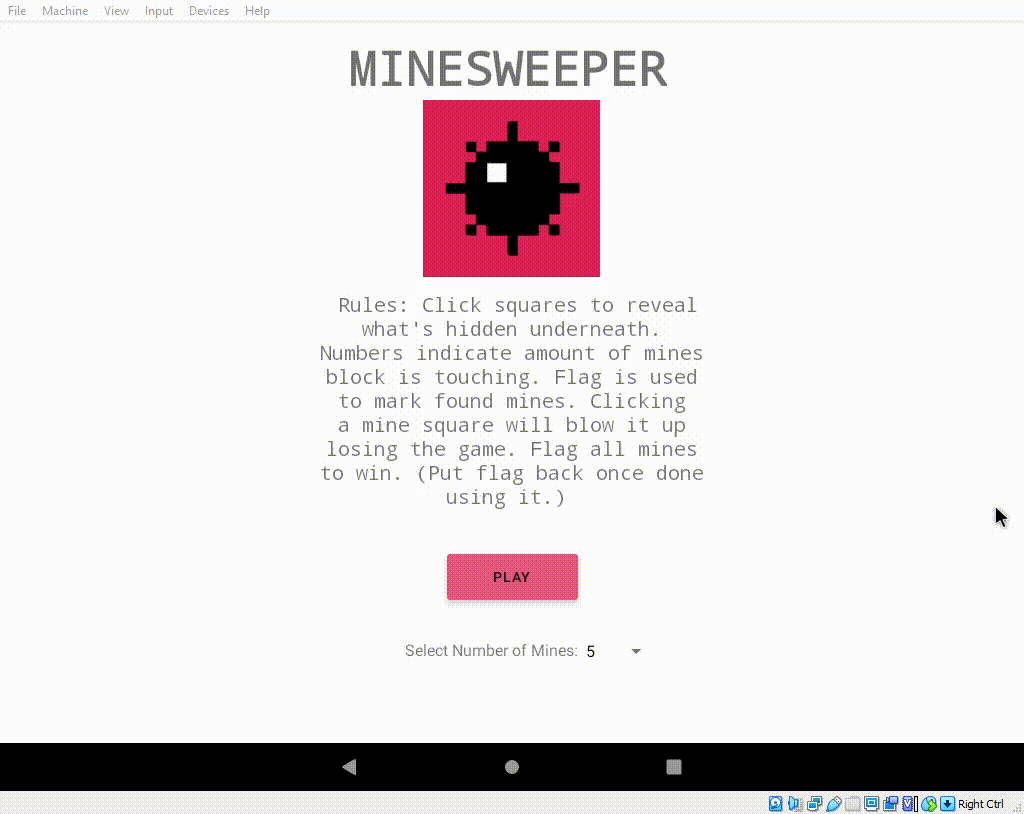 File Machine View Input Devices Help
MINESWEEPER
Rules: Click squares to reveal
what's hidden underneath.
Numbers indicate amount of mines
block is touching. Flag is used
to mark found mines. Clicking
a mine square will blow it up
losing the game. Flag all mines
to win. (Put flag back once done
using it.)
PLAY
Select Number of Mines: 5
Right Ctrl